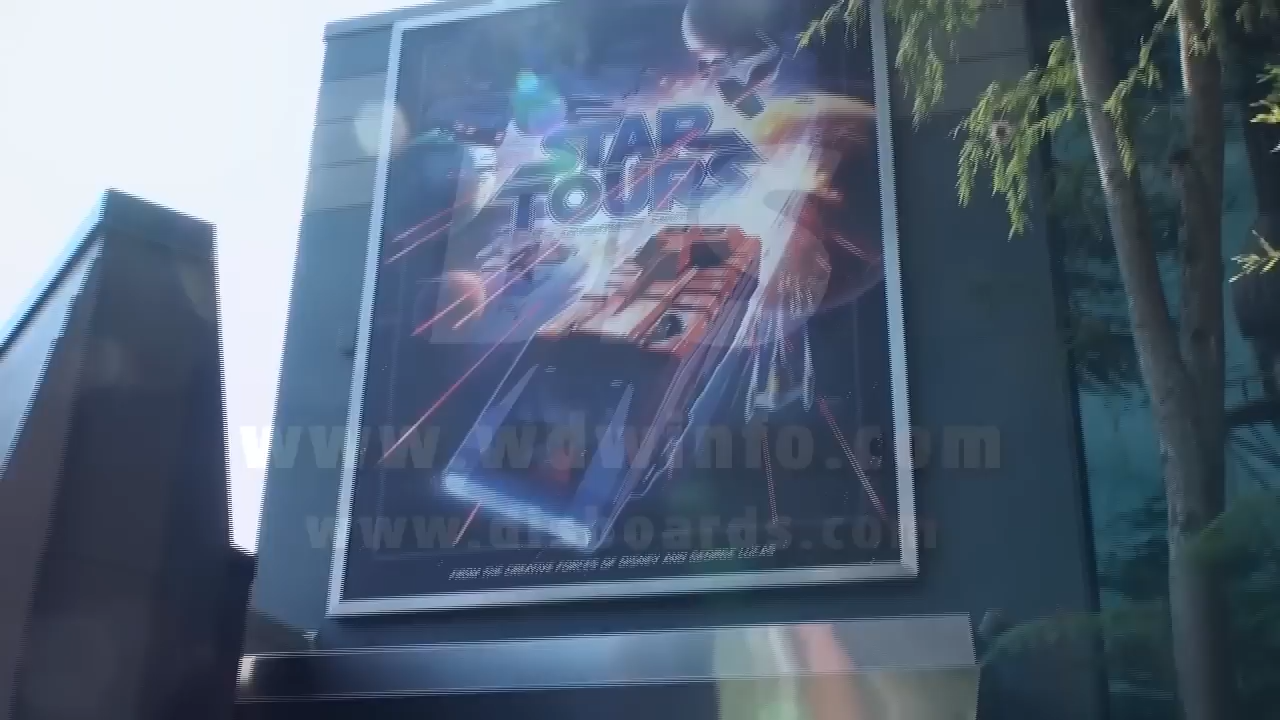 STAR
TOURS
www.wdwinfo.com
www.disboards.com
FROM THE CREATIVE FORCES OF DISNEY AND GEORGE LUCAS